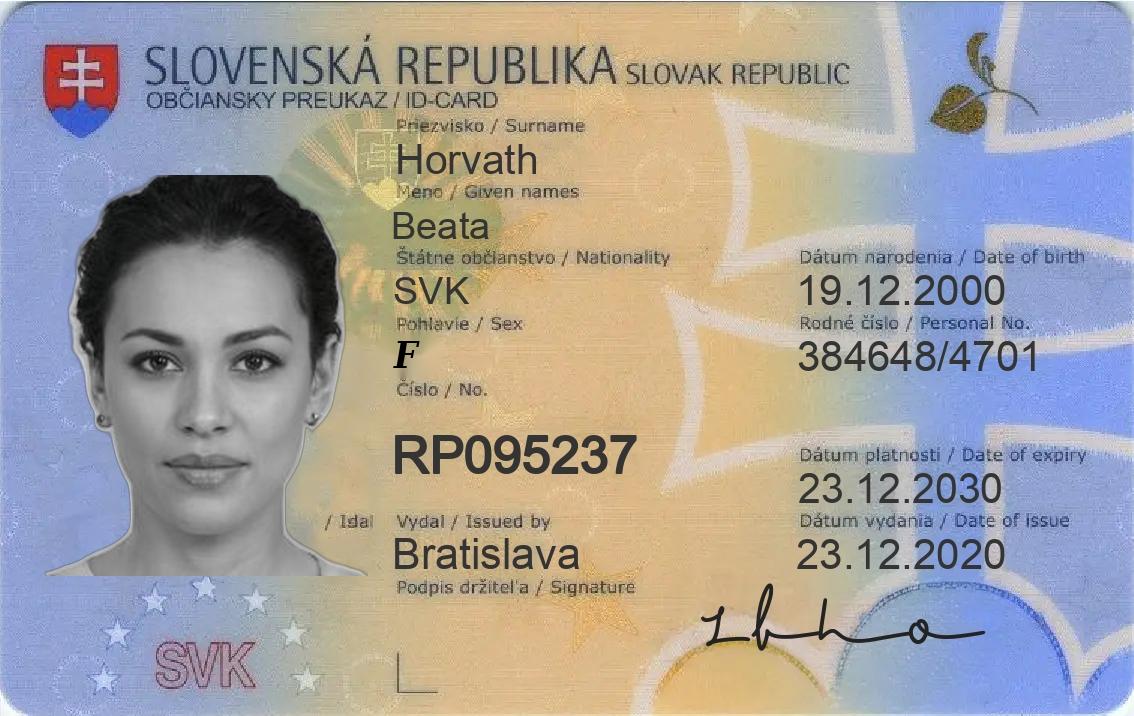 SLOVENSKÁ REPUBLIKA SLOVAK REPUBLIC
OBČIANSKY PREUKAZ / ID-CARD
Priezvisko / Surname
Horvath
Meno / Given names
Beata
Štátne občianstvo / Nationality
SVK
Dátum narodenia / Date of birth
19.12.2000
Pohlavie / Sex
F
Rodné číslo / Personal No.
384648/4701
Číslo / No.
RP095237
Dátum platnosti / Date of expiry
23.12.2030
Vydal / Issued by
Bratislava
Dátum vydania / Date of issue
23.12.2020
Podpis držiteľa / Signature
SVK